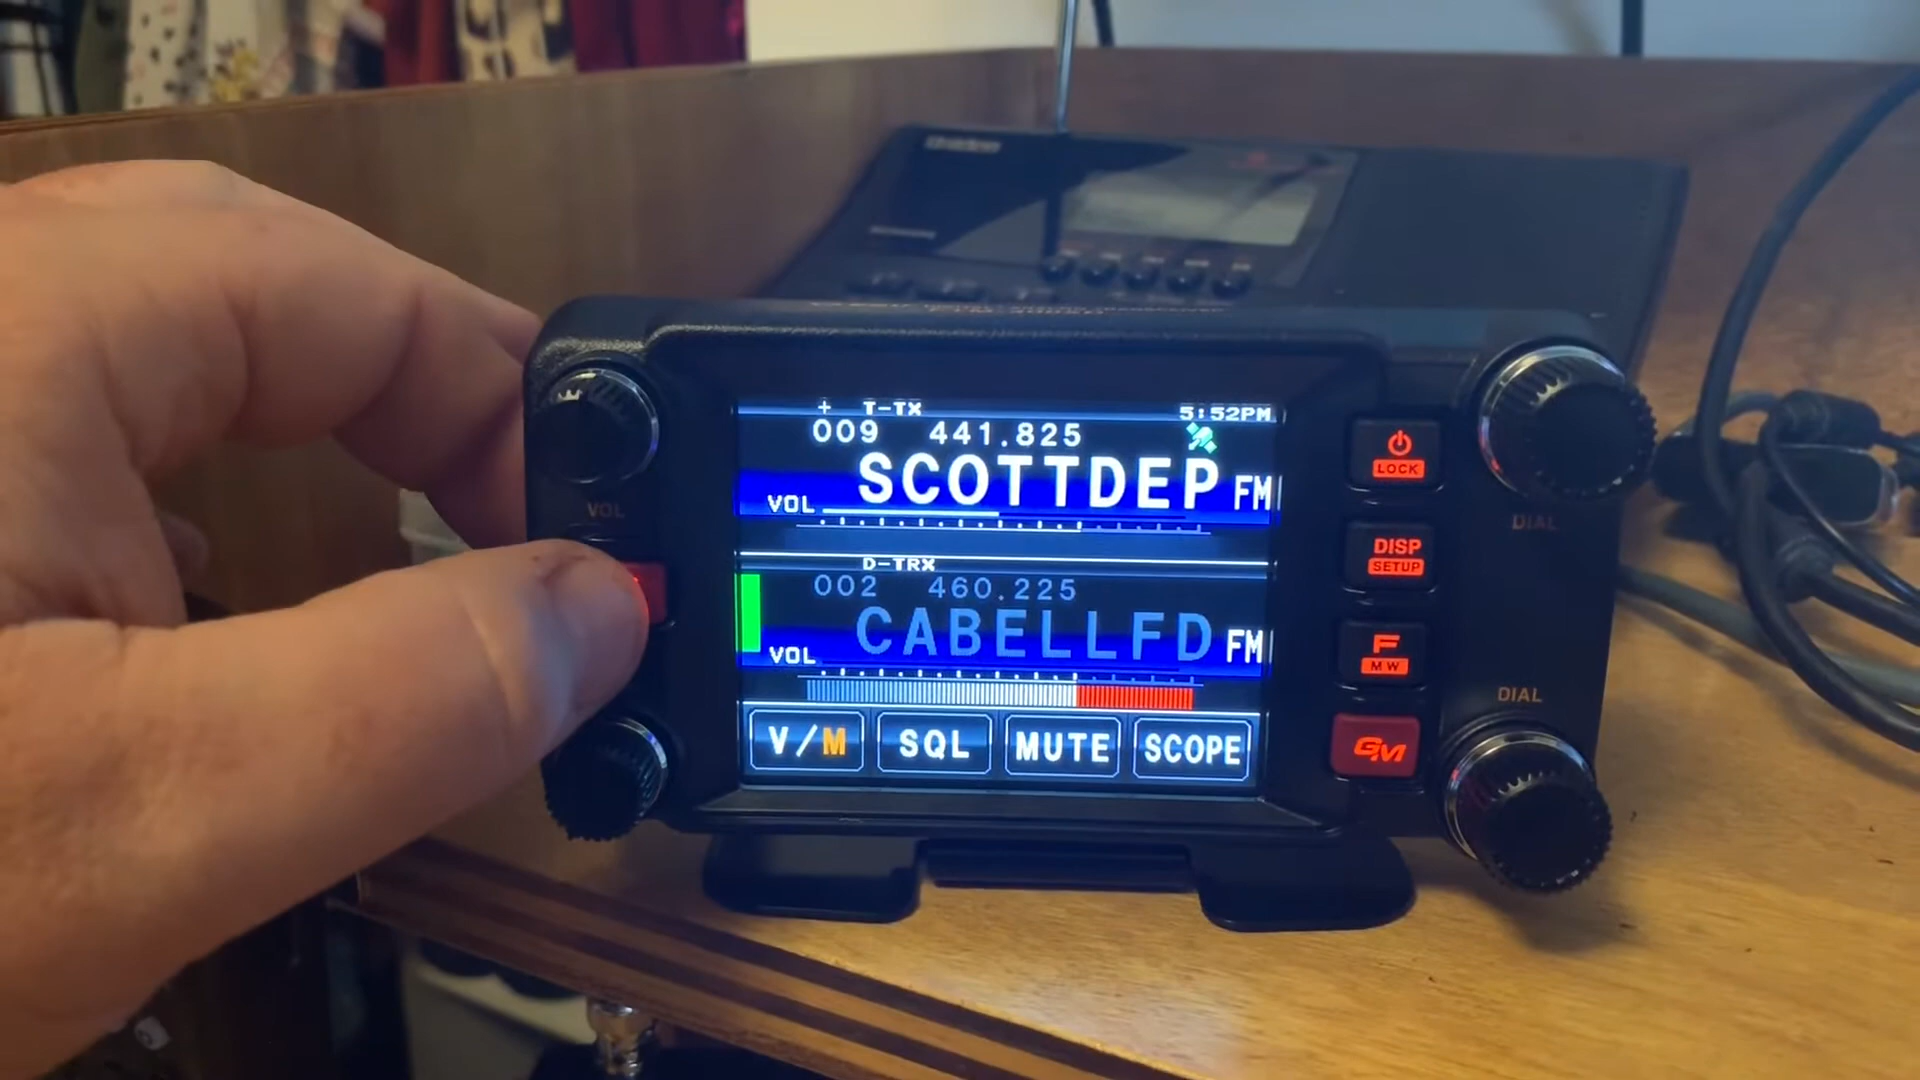 Uniden
+ T-TX 5:52PM
009 441.825
SCOTTDEP FM
VOL
D-TRX
002 460.225
CABELLFD FM
VOL
V/M SQL MUTE SCOPE
VOL
LOCK
DISP
SETUP
F
MW
GM
DIAL
DIAL